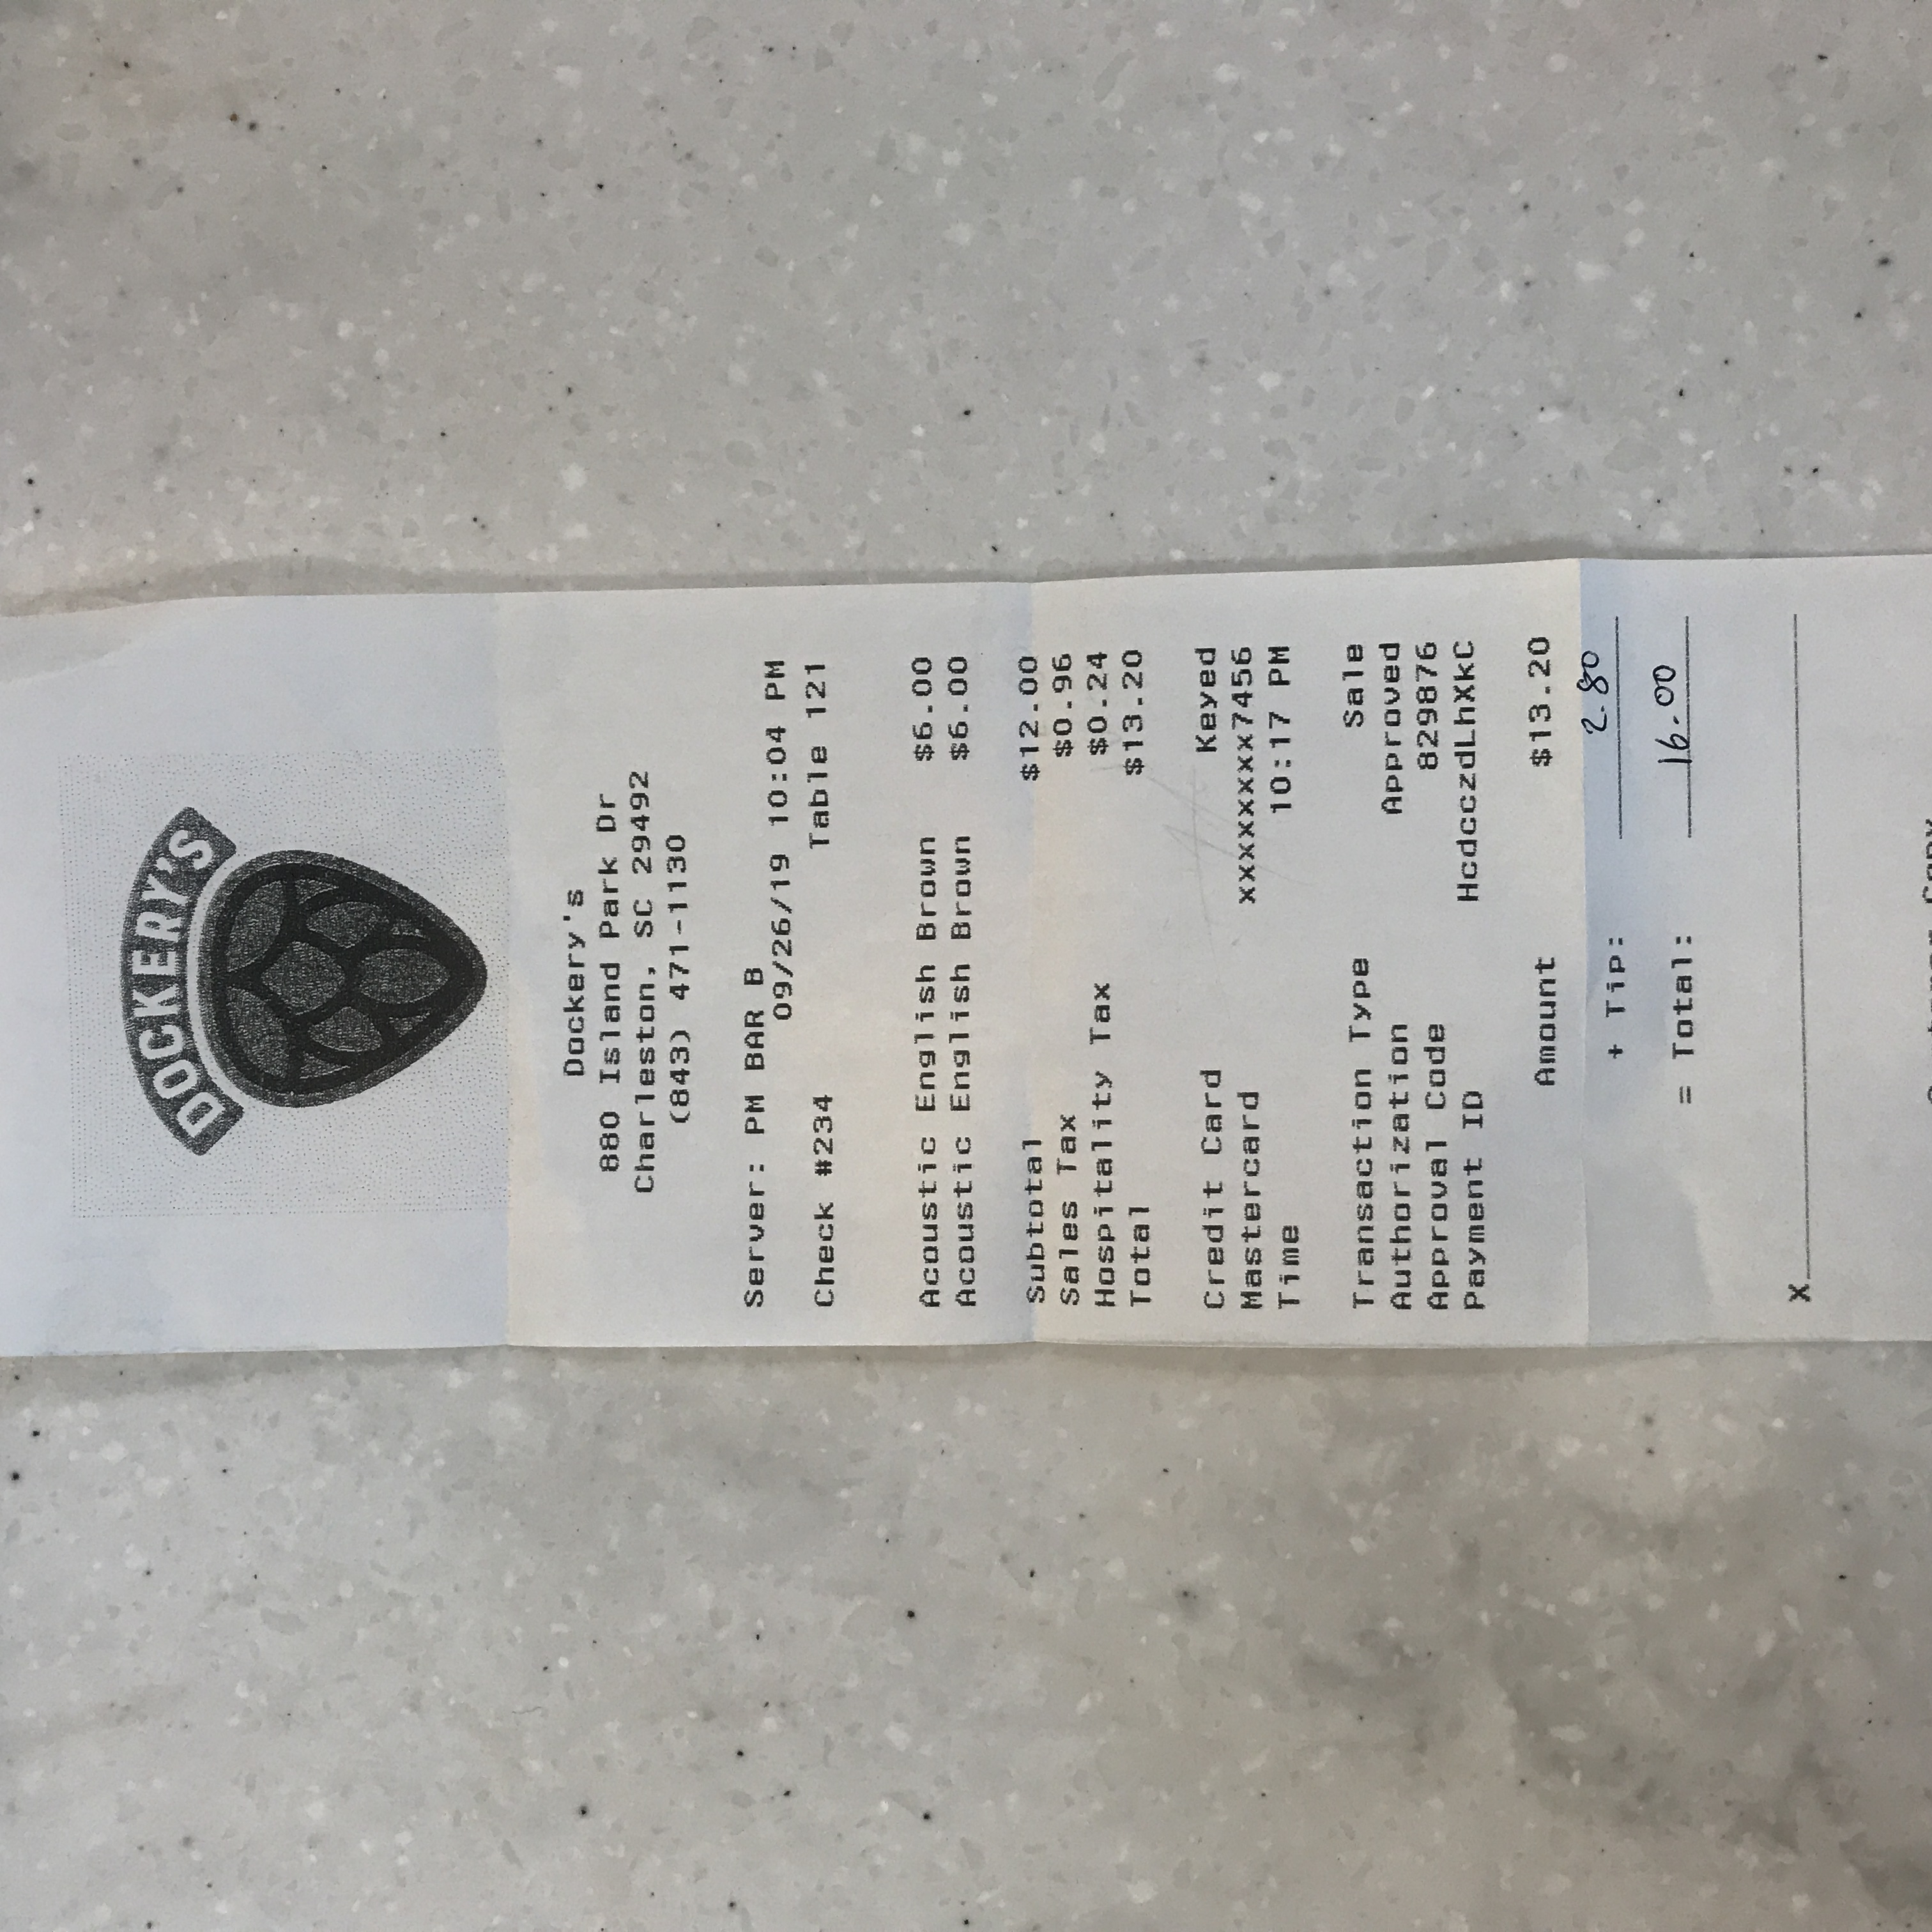 DOCKERY'S
Dockery's
880 Island Park Dr
Charleston, SC 29492
(843) 471-1130
Server: PM BAR B
09/26/19 10:04 PM
Check #234 Table 121
Acoustic English Brown $6.00
Acoustic English Brown $6.00
Subtotal $12.00
Sales Tax $0.96
Hospitality Tax $0.24
Total $13.20
Credit Card Keyed
Mastercard xxxxxxxx7456
Time 10:17 PM
Transaction Type Sale
Authorization Approved
Approval Code 829876
Payment ID HcdcczdLhXkC
Amount $13.20
+ Tip: 2.80
= Total: 16.00
X
Copy